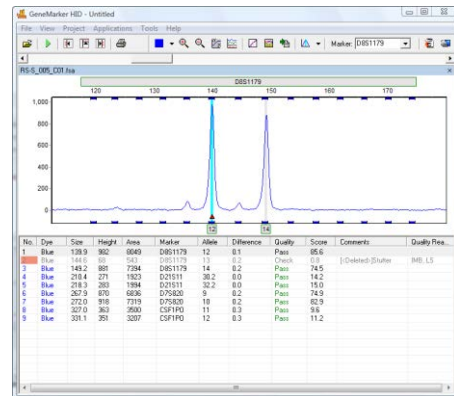 GeneMarker HID - Untitled
File View Project Applications Tools Help
Marker: D8S1179
RS-S_005_C01.fsa
D8S1179
120 130 140 150 160 170
1,000
800
600
400
200
0
12 14
No. Dye Size Height Area Marker Allele Difference Quality Score Comments Quality Rea...
1 Blue 139.9 982 8049 D8S1179 12 0.1 Pass 85.6
2 Blue 144.6 68 543 D8S1179 13 0.2 Check 0.8 [<Deleted>]Stutter IMB, LS
3 Blue 149.2 881 7394 D8S1179 14 0.2 Pass 74.5
4 Blue 210.4 271 1923 D21S11 30.2 0.0 Pass 14.2
5 Blue 218.3 283 1994 D21S11 32.2 0.0 Pass 15.0
6 Blue 267.9 870 6836 D7S820 9 0.2 Pass 74.9
7 Blue 272.0 918 7319 D7S820 10 0.2 Pass 82.9
8 Blue 327.0 363 3500 CSF1PO 11 0.3 Pass 9.6
9 Blue 331.1 351 3207 CSF1PO 12 0.3 Pass 11.2